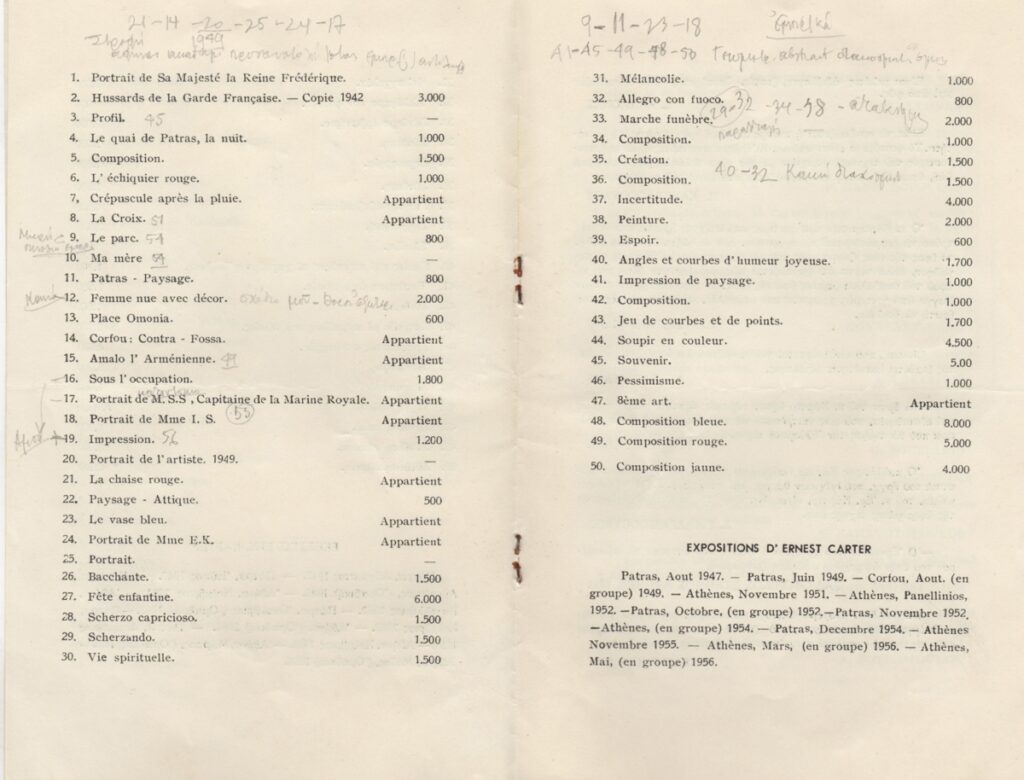 21-14-20-25-24-17
1949
1. Portrait de Sa Majesté la Reine Frédérique.
2. Hussards de la Garde Française. — Copie 1942 3.000
3. Profil. 45 —
4. Le quai de Patras, la nuit. 1.000
5. Composition. 1.500
6. L' échiquier rouge. 1.000
7, Crépuscule après la pluie. Appartient
8. La Croix. 51 Appartient
9. Le parc. 54 800
10. Ma mère 54 —
11. Patras - Paysage. 800
12. Femme nue avec décor. 2.000
13. Place Omonia. 600
14. Corfou: Contra - Fossa. Appartient
15. Amalo l' Arménienne. 49 Appartient
16. Sous l' occupation. 1.800
17. Portrait de M. S.S , Capitaine de la Marine Royale. Appartient
18. Portrait de Mme I. S. 53 Appartient
19. Impression. 56 1.200
20. Portrait de l' artiste. 1949. —
21. La chaise rouge. Appartient
22. Paysage - Attique. 500
23. Le vase bleu. Appartient
24. Portrait de Mme E.K. Appartient
25. Portrait. —
26. Bacchante. 1.500
27. Fête enfantine. 6.000
28. Scherzo capricioso. 1.500
29. Scherzando. 1.500
30. Vie spirituelle. 1.500
9-11-23-18
41-45-49-48-50
31. Mélancolie. 1.000
32. Allegro con fuoco. 800
33. Marche funèbre. 29-32 2.000
34. Composition. 1.000
35. Création. 1.500
36. Composition. 40-32 1.500
37. Incertitude. 4.000
38. Peinture. 2.000
39. Espoir. 600
40. Angles et courbes d' humeur joyeuse. 1.700
41. Impression de paysage. 1.000
42. Composition. 1.000
43. Jeu de courbes et de points. 1.700
44. Soupir en couleur. 4.500
45. Souvenir. 5.00
46. Pessimisme. 1.000
47. 8ème art. Appartient
48. Composition bleue. 8.000
49. Composition rouge. 5.000
50. Composition jaune. 4.000
EXPOSITIONS D' ERNEST CARTER
Patras, Aout 1947. — Patras, Juin 1949. — Corfou, Aout. (en
groupe) 1949. — Athènes, Novembre 1951. — Athènes, Panellinios,
1952. —Patras, Octobre, (en groupe) 1952.—Patras, Novembre 1952
—Athènes, (en groupe) 1954. — Patras, Decembre 1954. — Athènes
Novembre 1955. — Athènes, Mars, (en groupe) 1956. — Athènes,
Mai, (en groupe) 1956.